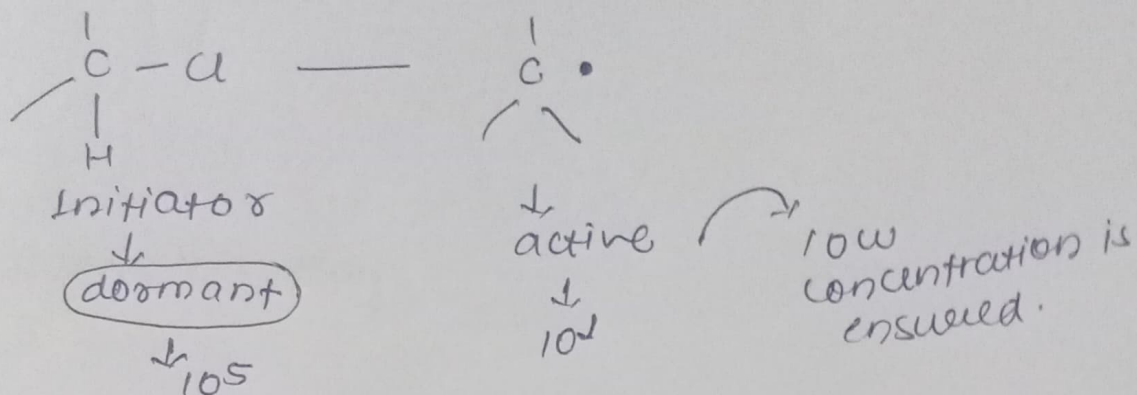 C – Cl —— C •
H
Initiator
↓
dormant
↓ 10⁵
↓
active
↓
10¹
low
concentration is
ensured.